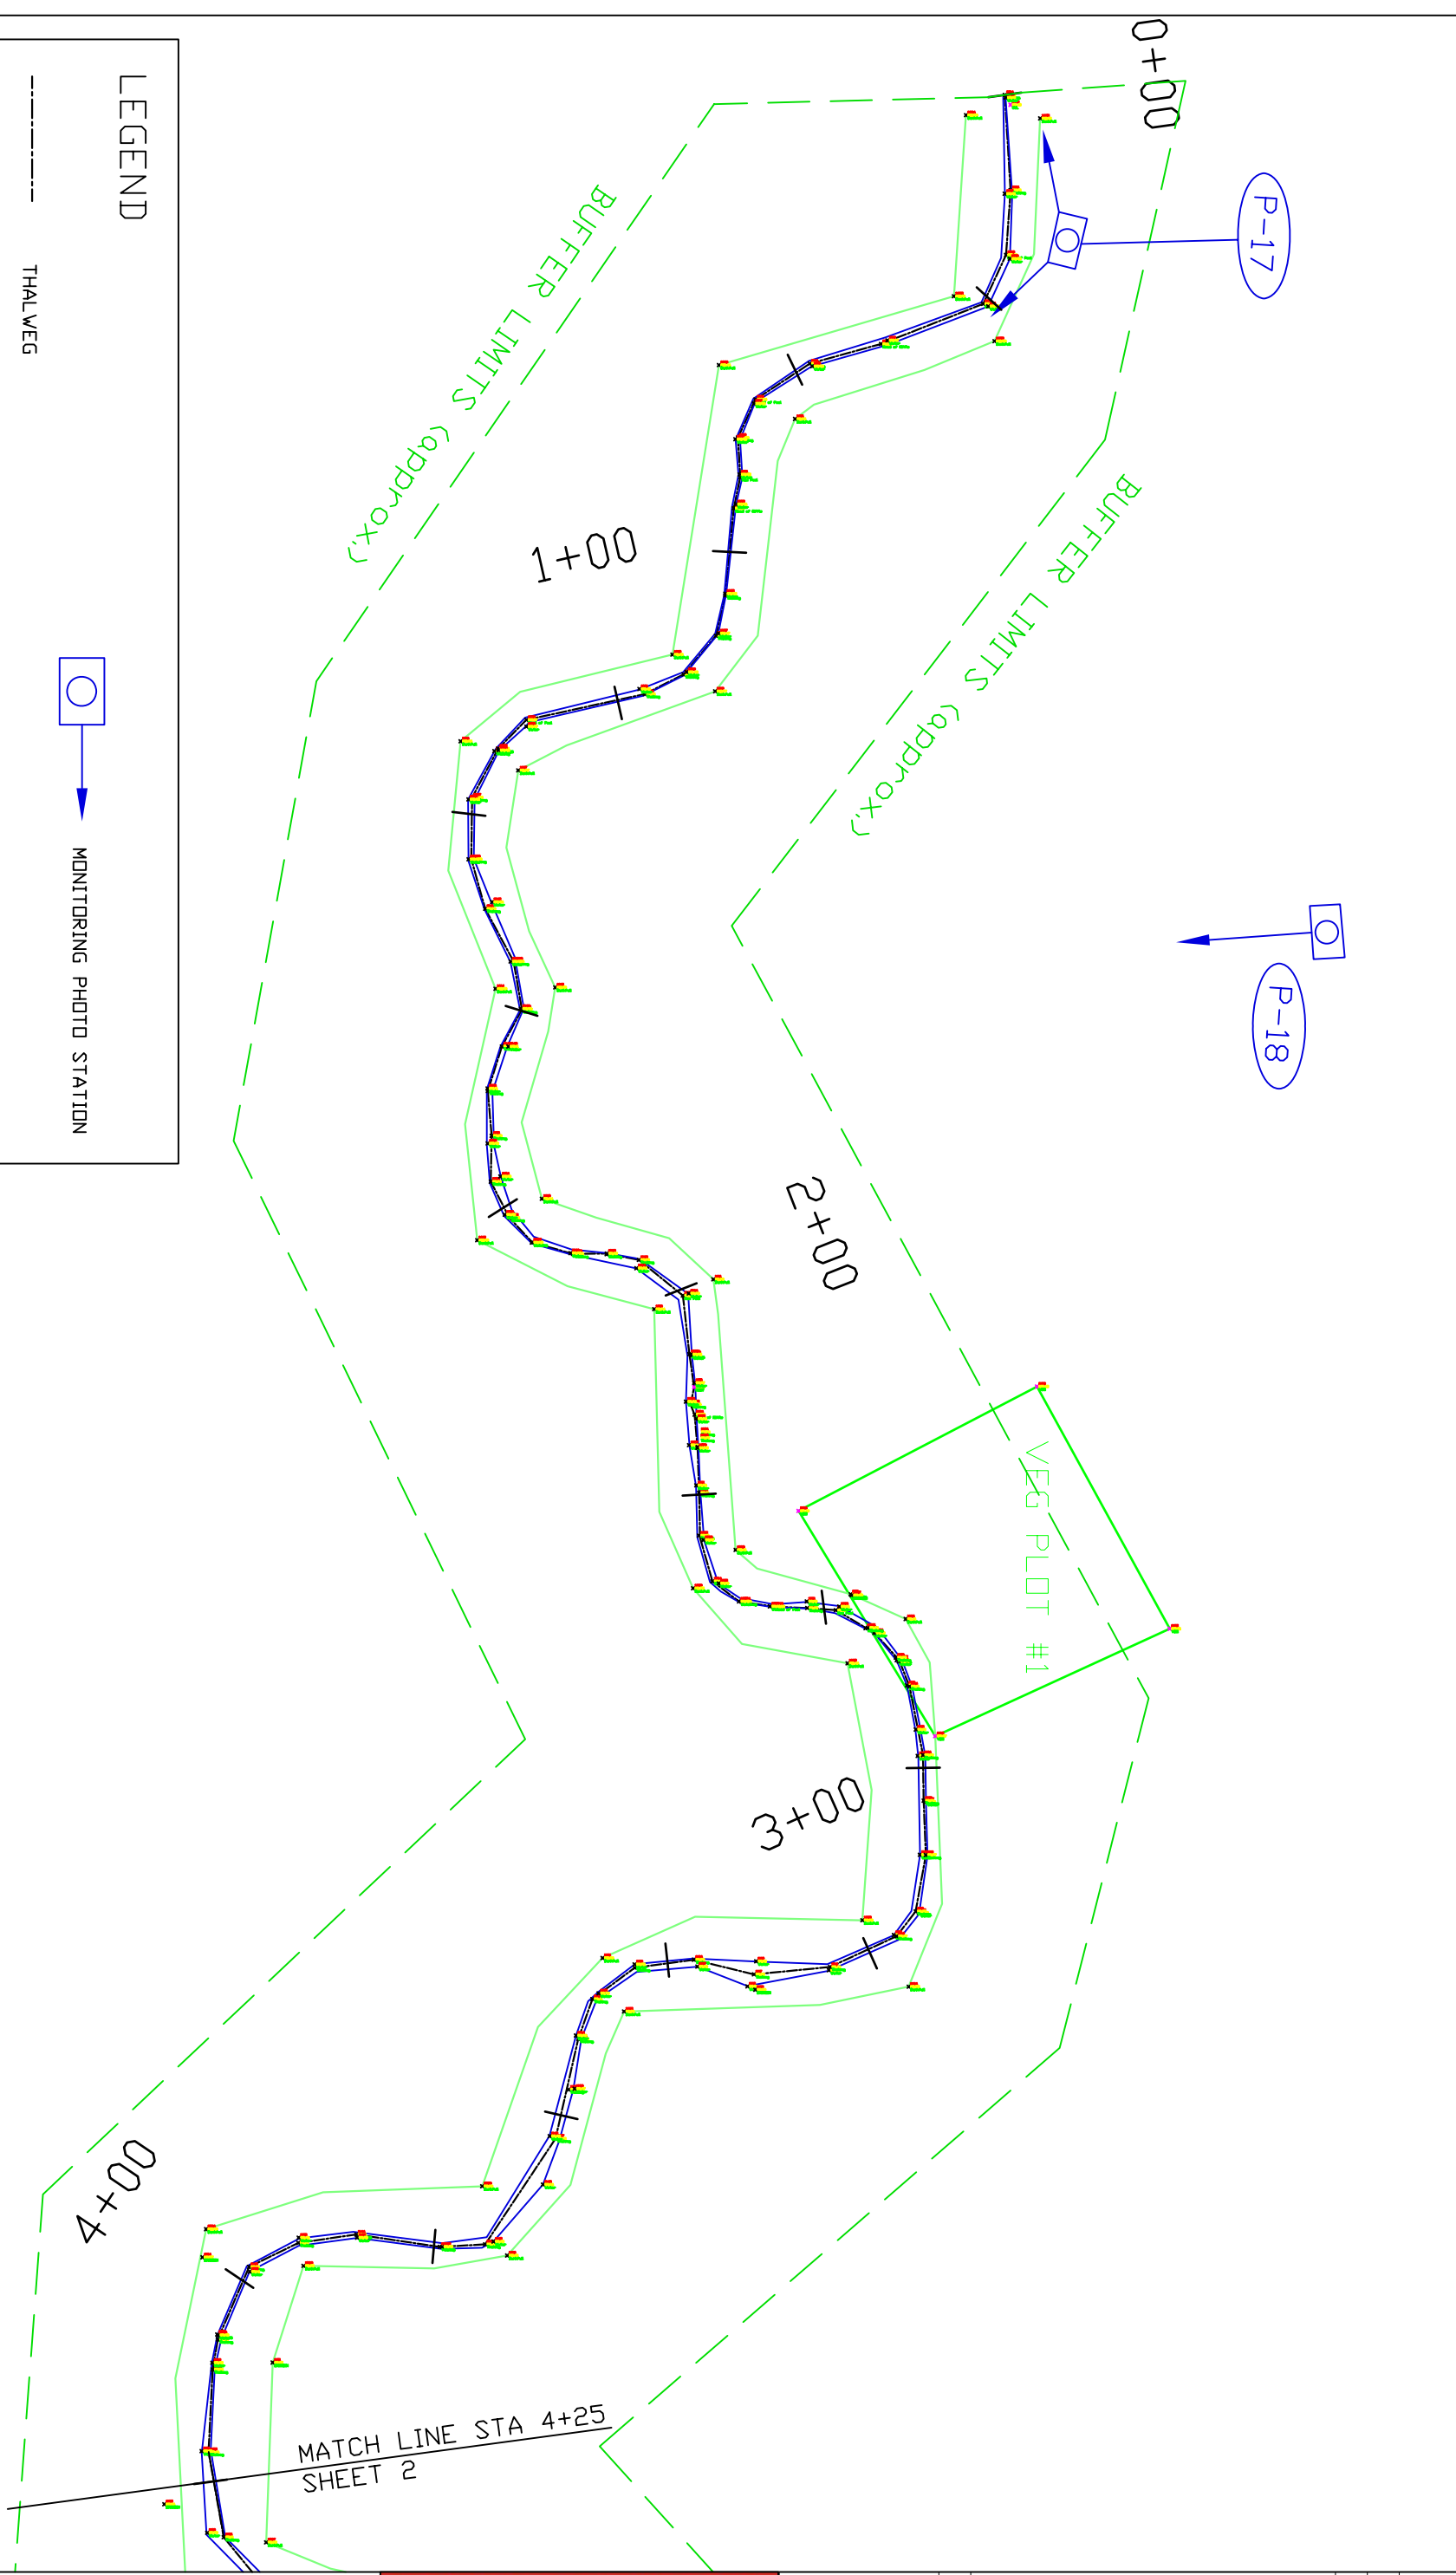 0+00
P-17
BUFFER LIMITS (approx.)
BUFFER LIMITS (approx.)
1+00
P-18
2+00
VEG PLOT #1
3+00
4+00
MATCH LINE STA 4+25
SHEET 2
LEGEND
THALWEG
MONITORING PHOTO STATION